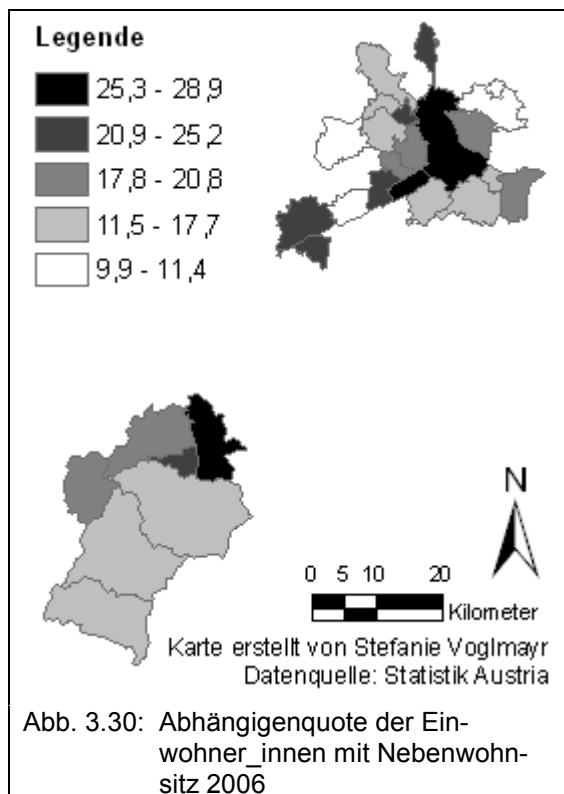 Legende
25,3 - 28,9
20,9 - 25,2
17,8 - 20,8
11,5 - 17,7
9,9 - 11,4
N
0 5 10 20
Kilometer
Karte erstellt von Stefanie Voglmayr
Datenquelle: Statistik Austria
Abb. 3.30: Abhängigenquote der Ein-
wohner_innen mit Nebenwohn-
sitz 2006